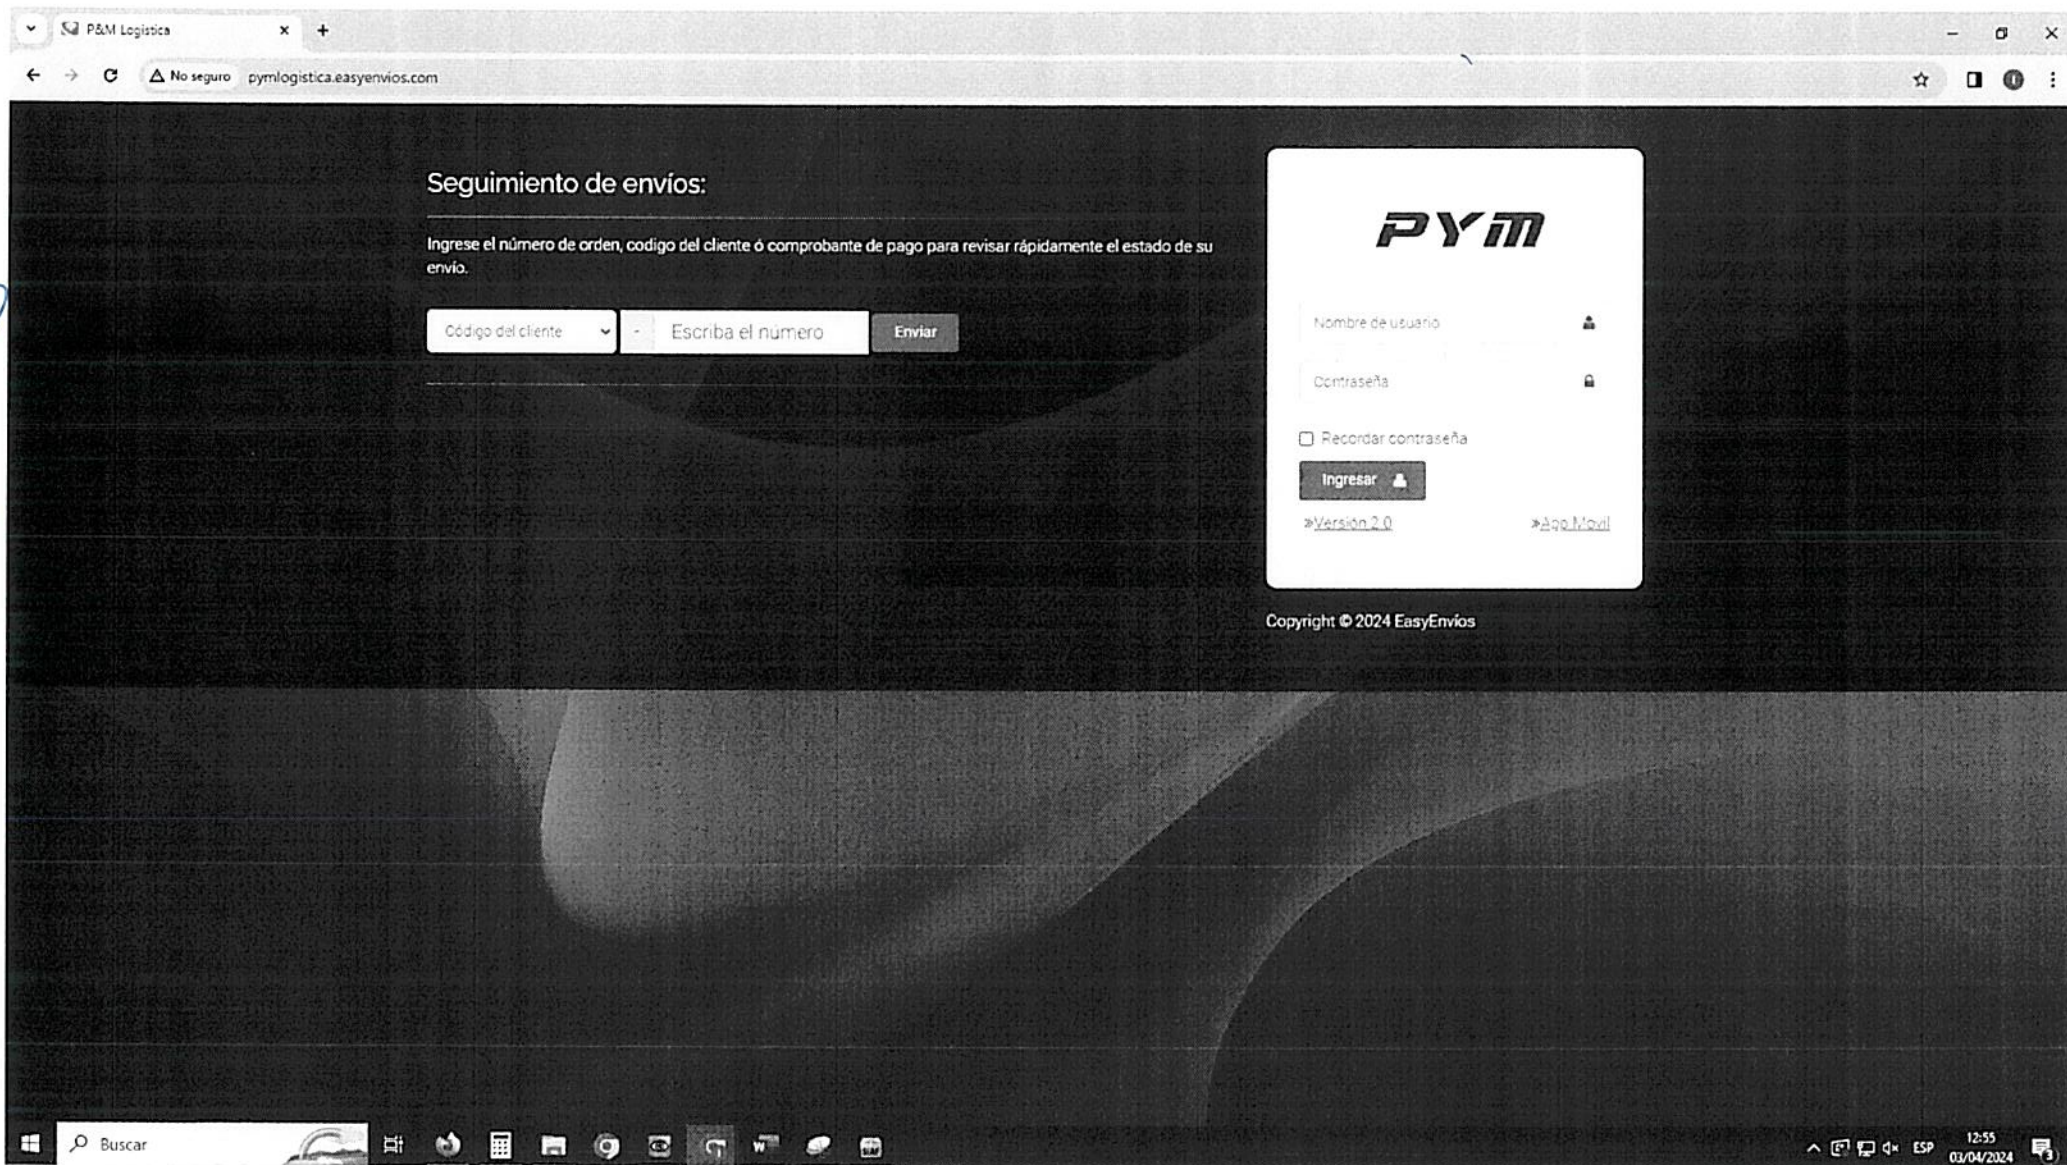 P&M Logistica
No seguro pymlogistica.easyenvios.com
Seguimiento de envíos:
Ingrese el número de orden, codigo del cliente ó comprobante de pago para revisar rápidamente el estado de su
envío.
Código del cliente - Escriba el número Enviar
PYM
Nombre de usuario
Contraseña
Recordar contraseña
Ingresar
»Versión 2.0 »App Movil
Copyright © 2024 EasyEnvíos
Buscar
ESP
12:55
03/04/2024
3